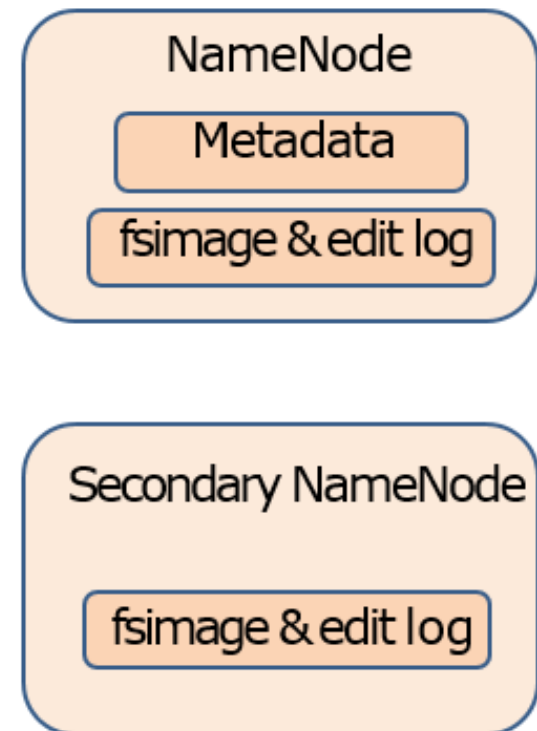 NameNode
Metadata
fsimage & edit log
Secondary NameNode
fsimage & edit log